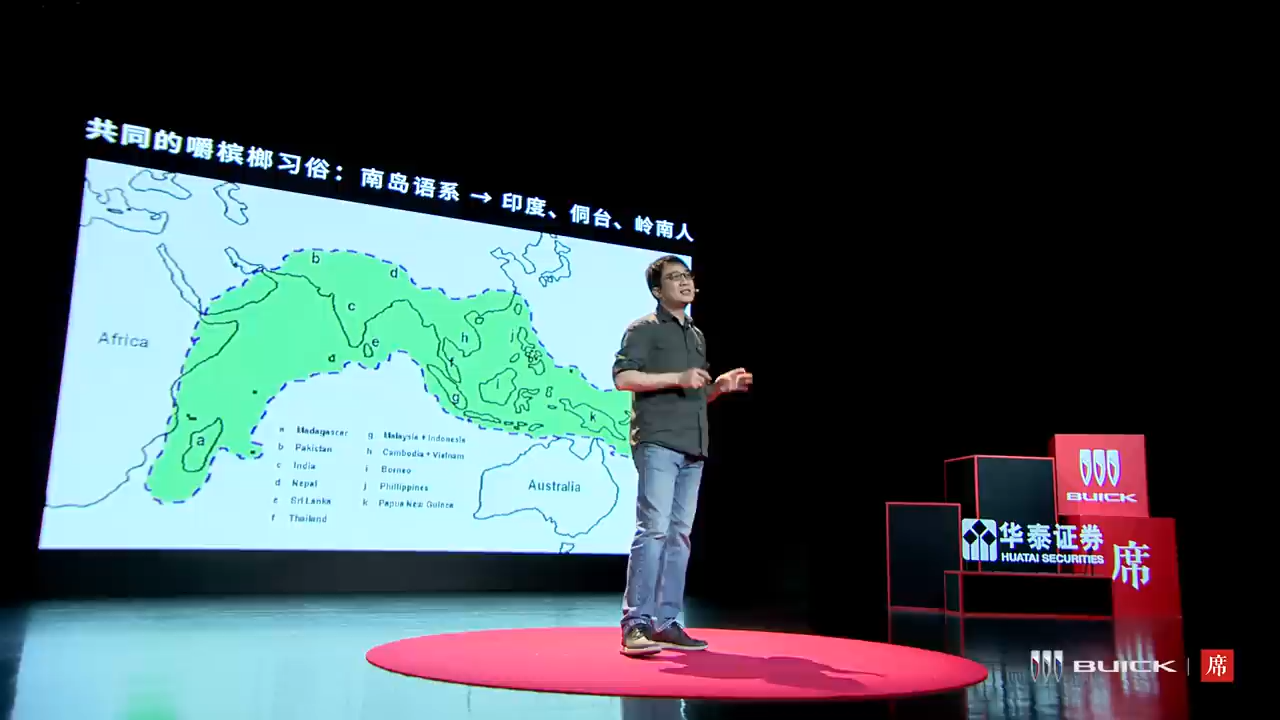 共同的嚼槟榔习俗：南岛语系 → 印度、侗台、岭南人
b
d
c
e
a
h
j
f
g
k
a
Africa
Australia
a Madagascar
b Pakistan
c India
d Nepal
e Sri Lanka
f Thailand
g Malaysia + Indonesia
h Cambodia + Vietnam
i Borneo
j Phillippines
k Papua New Guinea
BUICK
华泰证券
HUATAI SECURITIES
席
BUICK | 席